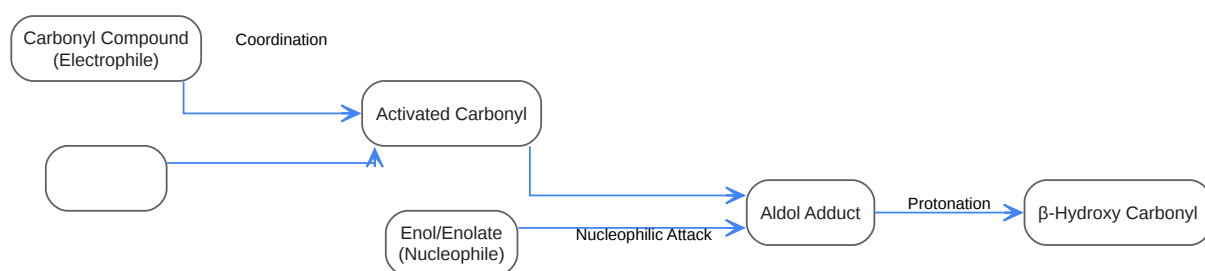 Carbonyl Compound
(Electrophile)
Coordination
Activated Carbonyl
Enol/Enolate
(Nucleophile)
Nucleophilic Attack
Aldol Adduct
Protonation
β-Hydroxy Carbonyl